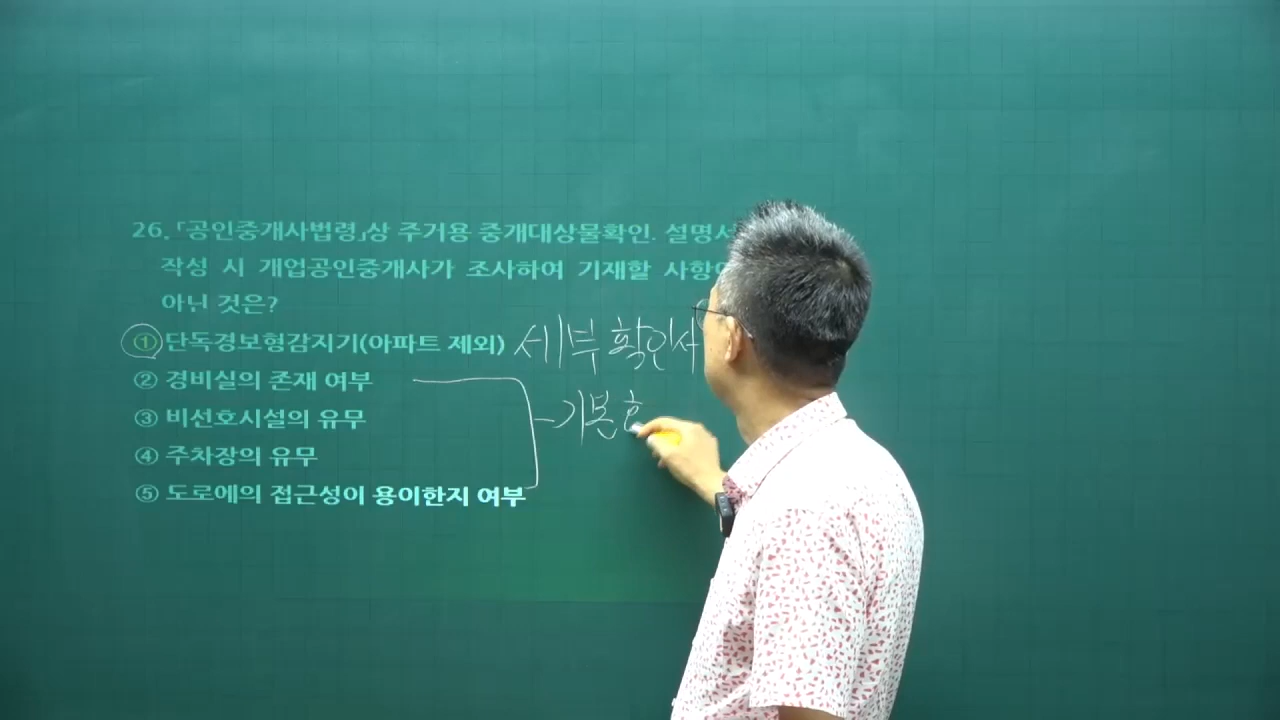 26. 「공인중개사법령」상 주거용 중개대상물확인. 설명서
작성 시 개업공인중개사가 조사하여 기재할 사항이
아닌 것은?
① 단독경보형감지기(아파트 제외) 세부 확인사
② 경비실의 존재 여부
③ 비선호시설의 유무 기본 호
④ 주차장의 유무
⑤ 도로에의 접근성이 용이한지 여부